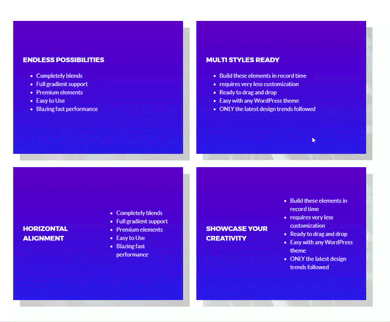 ENDLESS POSSIBILITIES
Completely blends
Full gradient support
Premium elements
Easy to Use
Blazing fast performance
MULTI STYLES READY
Build these elements in record time
requires very less customization
Ready to drag and drop
Easy with any WordPress theme
ONLY the latest design trends followed
HORIZONTAL
ALIGNMENT
Completely blends
Full gradient support
Premium elements
Easy to Use
Blazing fast
performance
SHOWCASE YOUR
CREATIVITY
Build these elements in
record time
requires very less
customization
Ready to drag and drop
Easy with any WordPress
theme
ONLY the latest design
trends followed